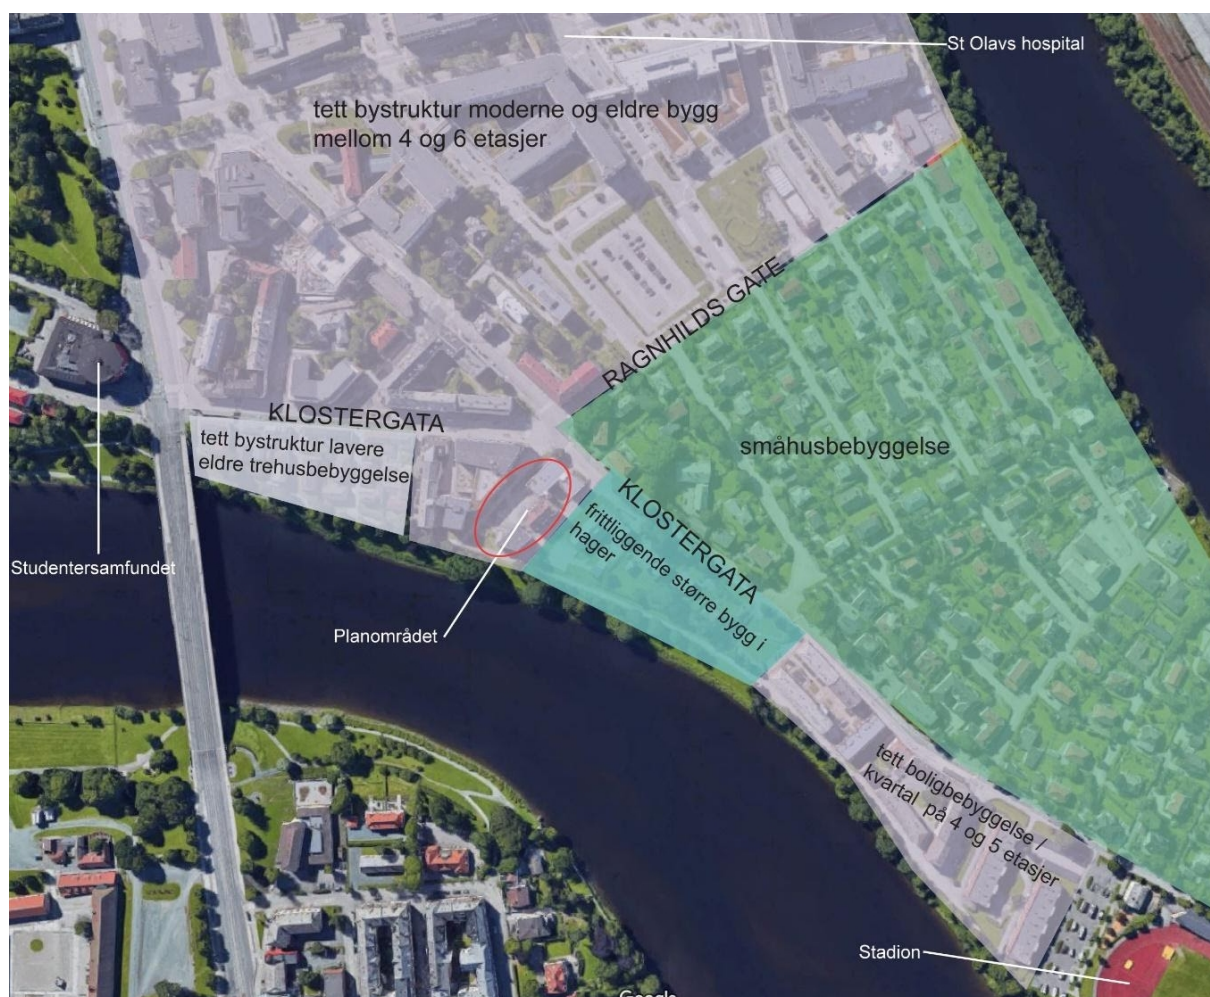 St Olavs hospital
tett bystruktur moderne og eldre bygg
mellom 4 og 6 etasjer
RAGNHILDS GATE
KLOSTERGATA
tett bystruktur lavere
eldre trehusbebyggelse
småhusbebyggelse
KLOSTERGATA
frittliggende større bygg i
hager
Studentersamfundet
Planområdet
tett boligbebyggelse /
kvartal på 4 og 5 etasjer
Stadion
Google